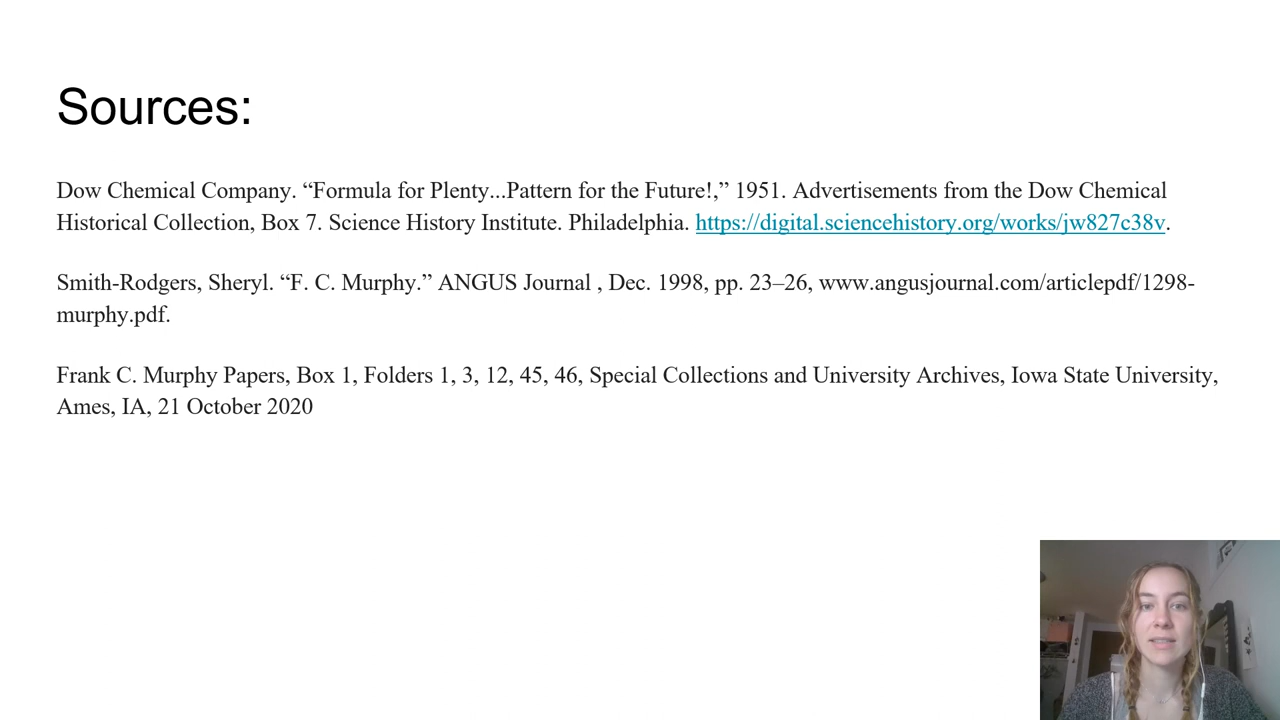 Sources:
Dow Chemical Company. “Formula for Plenty...Pattern for the Future!,” 1951. Advertisements from the Dow Chemical
Historical Collection, Box 7. Science History Institute. Philadelphia. https://digital.sciencehistory.org/works/jw827c38v.
Smith-Rodgers, Sheryl. “F. C. Murphy.” ANGUS Journal , Dec. 1998, pp. 23–26, www.angusjournal.com/articlepdf/1298-
murphy.pdf.
Frank C. Murphy Papers, Box 1, Folders 1, 3, 12, 45, 46, Special Collections and University Archives, Iowa State University,
Ames, IA, 21 October 2020